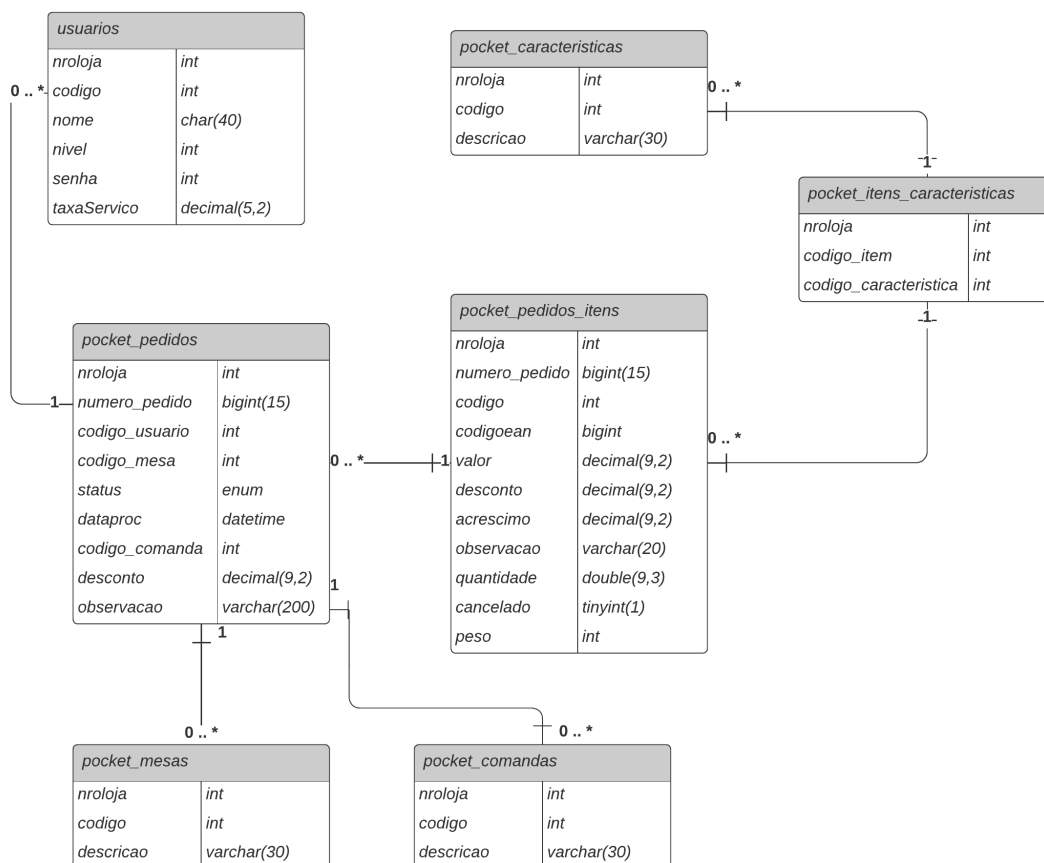 usuarios
nroloja int
codigo int
nome char(40)
nivel int
senha int
taxaServico decimal(5,2)
0 .. *
1
pocket_caracteristicas
nroloja int
codigo int
descricao varchar(30)
0 .. *
1
pocket_itens_caracteristicas
nroloja int
codigo_item int
codigo_caracteristica int
1
0 .. *
pocket_pedidos
nroloja int
numero_pedido bigint(15)
codigo_usuario int
codigo_mesa int
status enum
dataproc datetime
codigo_comanda int
desconto decimal(9,2)
observacao varchar(200)
0 .. *
1
pocket_pedidos_itens
nroloja int
numero_pedido bigint(15)
codigo int
codigoean bigint
valor decimal(9,2)
desconto decimal(9,2)
acrescimo decimal(9,2)
observacao varchar(20)
quantidade double(9,3)
cancelado tinyint(1)
peso int
1
1
0 .. *
0 .. *
pocket_mesas
nroloja int
codigo int
descricao varchar(30)
pocket_comandas
nroloja int
codigo int
descricao varchar(30)